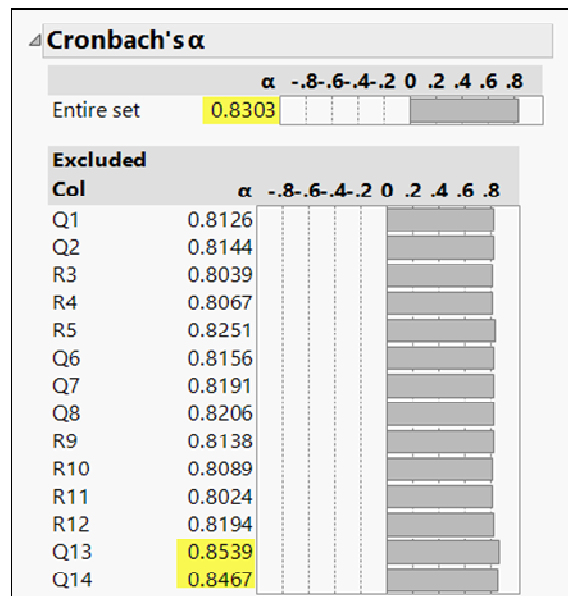 Cronbach's α
α -.8-.6-.4-.2 0 .2 .4 .6 .8
Entire set 0.8303
Excluded
Col α -.8-.6-.4-.2 0 .2 .4 .6 .8
Q1 0.8126
Q2 0.8144
R3 0.8039
R4 0.8067
R5 0.8251
Q6 0.8156
Q7 0.8191
Q8 0.8206
R9 0.8138
R10 0.8089
R11 0.8024
R12 0.8194
Q13 0.8539
Q14 0.8467